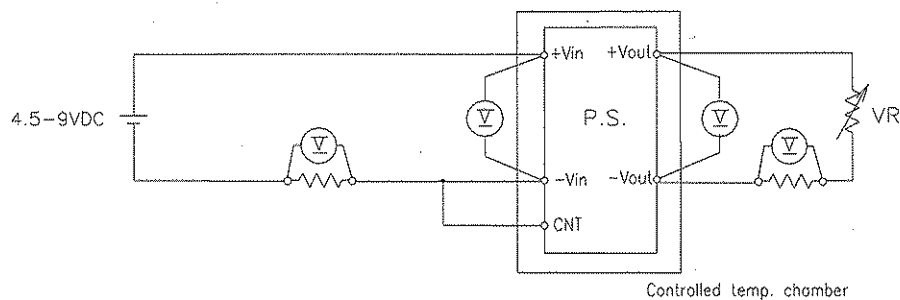 +Vin
+Vout
4.5-9VDC
V
P.S.
V
VR
V
V
-Vin
-Vout
CNT
Controlled temp. chamber